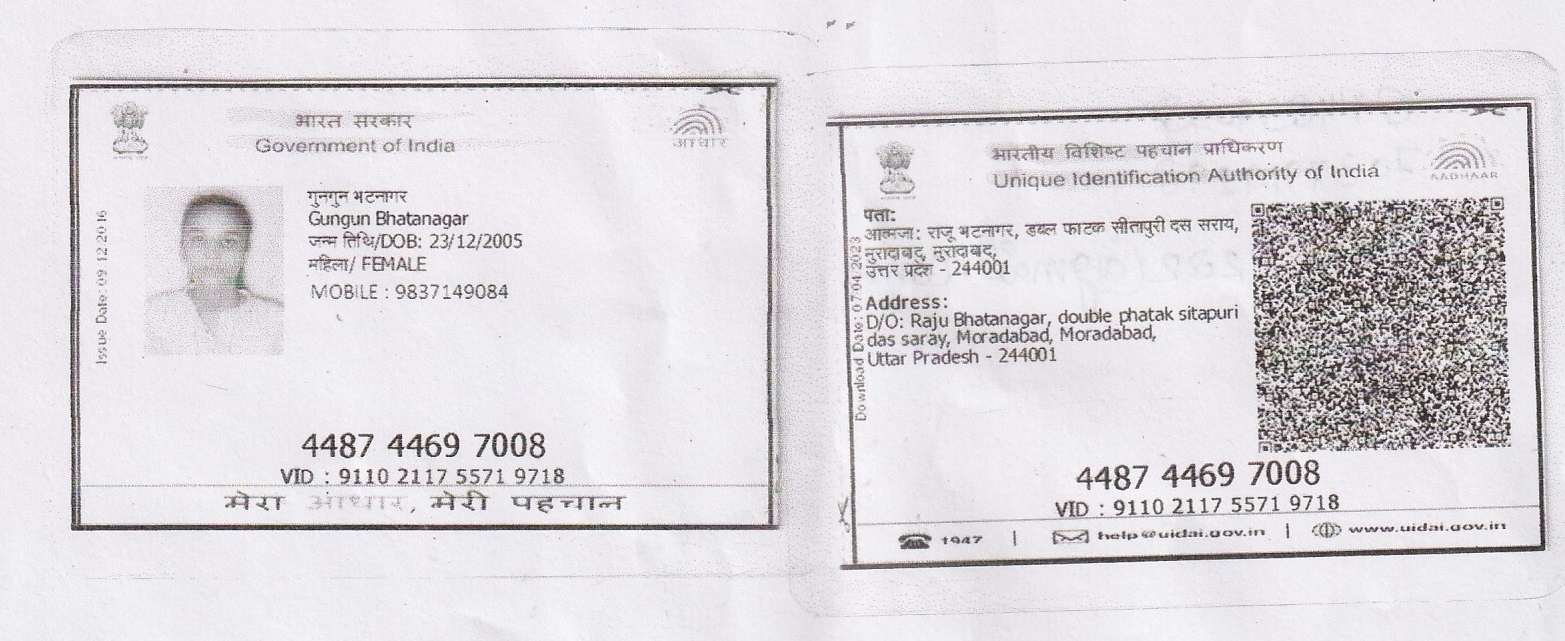 भारत सरकार
Government of India
आधार
Issue Date: 09 12 2016
गुनगुन भटनागर
Gungun Bhatanagar
जन्म तिथि/DOB: 23/12/2005
महिला/ FEMALE
MOBILE : 9837149084
4487 4469 7008
VID : 9110 2117 5571 9718
मेरा आधार, मेरी पहचान
भारतीय विशिष्ट पहचान प्राधिकरण
Unique Identification Authority of India
AADHAAR
Download Date: 07 04 2023
पता:
आत्मजा: राजू भटनागर, डबल फाटक सीतापुरी दस सराय,
मुरादाबाद, मुरादाबाद,
उत्तर प्रदेश - 244001
Address:
D/O: Raju Bhatanagar, double phatak sitapuri
das saray, Moradabad, Moradabad,
Uttar Pradesh - 244001
4487 4469 7008
VID : 9110 2117 5571 9718
1947 | help@uidai.gov.in | www.uidai.gov.in